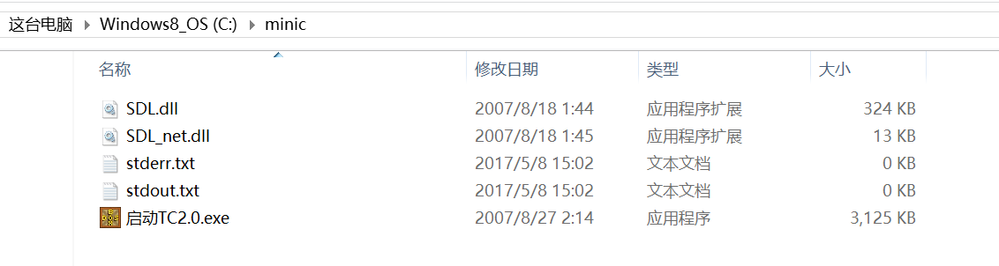 这台电脑 Windows8_OS (C:) minic
名称 修改日期 类型 大小
SDL.dll 2007/8/18 1:44 应用程序扩展 324 KB
SDL_net.dll 2007/8/18 1:45 应用程序扩展 13 KB
stderr.txt 2017/5/8 15:02 文本文档 0 KB
stdout.txt 2017/5/8 15:02 文本文档 0 KB
启动TC2.0.exe 2007/8/27 2:14 应用程序 3,125 KB